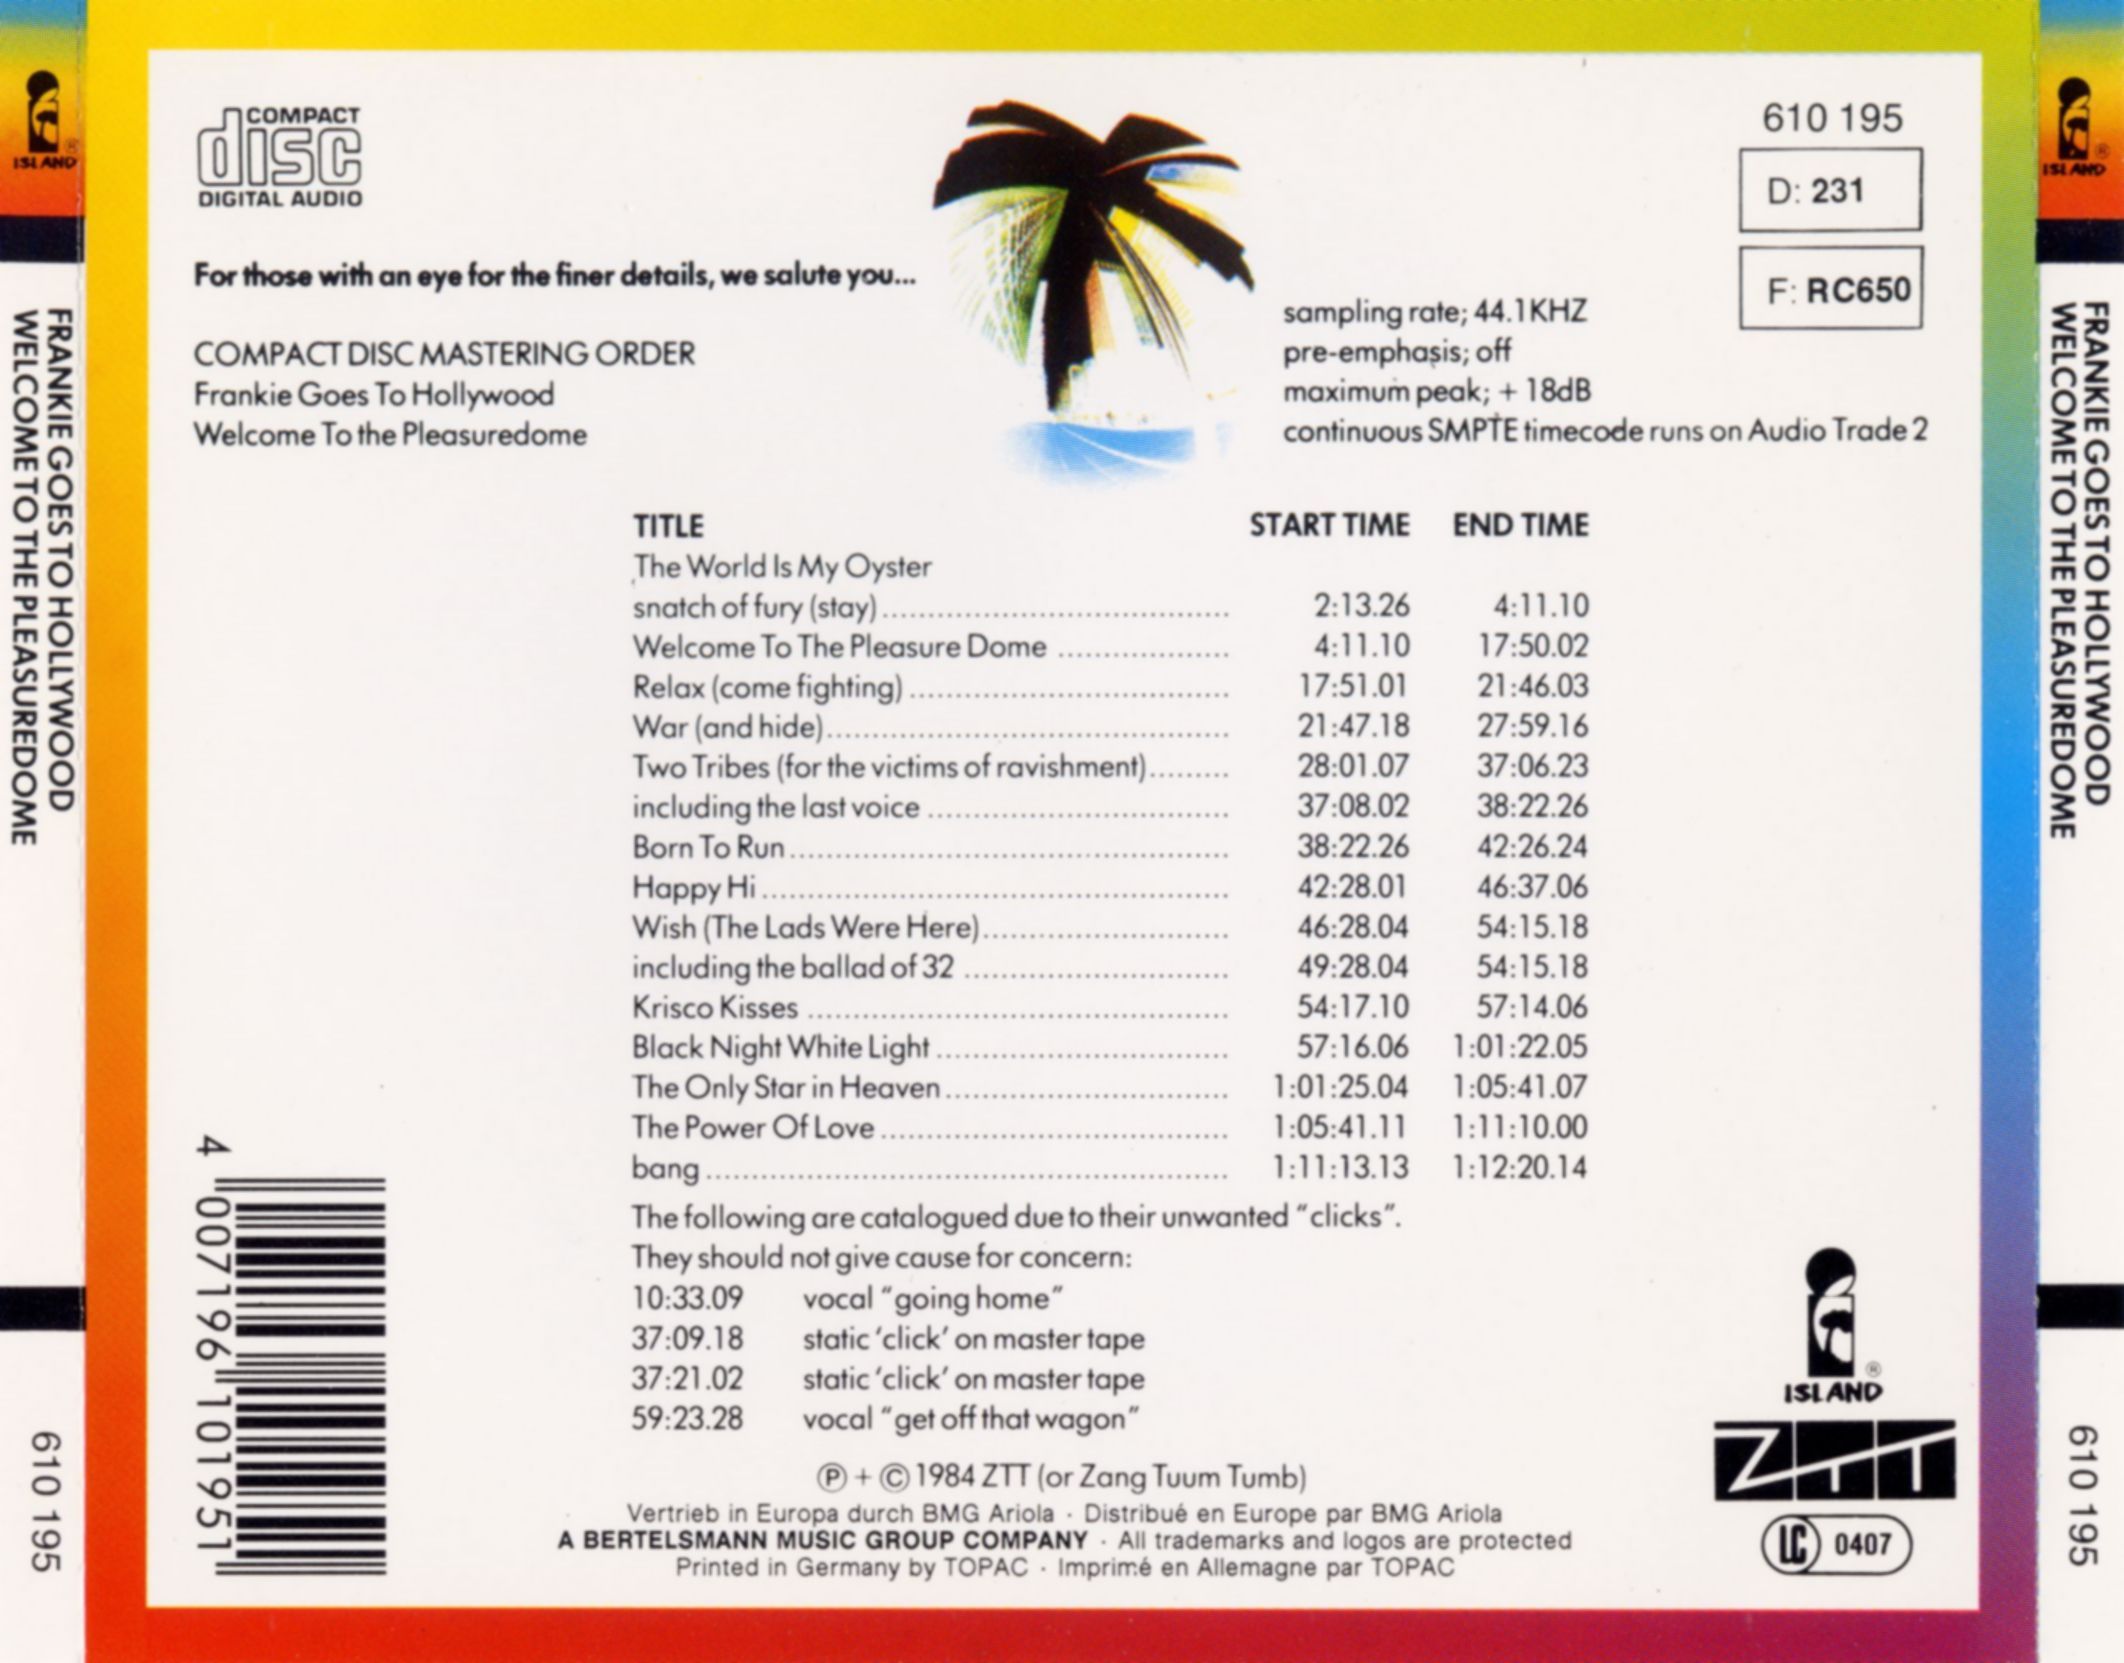 COMPACT
disc
DIGITAL AUDIO
610 195
D: 231
F: RC650
For those with an eye for the finer details, we salute you...
COMPACT DISC MASTERING ORDER
Frankie Goes To Hollywood
Welcome To the Pleasuredome
sampling rate; 44.1KHZ
pre-emphasis; off
maximum peak; + 18dB
continuous SMPTE timecode runs on Audio Trade 2
TITLE START TIME END TIME
The World Is My Oyster
snatch of fury (stay) 2:13.26 4:11.10
Welcome To The Pleasure Dome 4:11.10 17:50.02
Relax (come fighting) 17:51.01 21:46.03
War (and hide) 21:47.18 27:59.16
Two Tribes (for the victims of ravishment) 28:01.07 37:06.23
including the last voice 37:08.02 38:22.26
Born To Run 38:22.26 42:26.24
Happy Hi 42:28.01 46:37.06
Wish (The Lads Were Here) 46:28.04 54:15.18
including the ballad of 32 49:28.04 54:15.18
Krisco Kisses 54:17.10 57:14.06
Black Night White Light 57:16.06 1:01:22.05
The Only Star in Heaven 1:01:25.04 1:05:41.07
The Power Of Love 1:05:41.11 1:11:10.00
bang 1:11:13.13 1:12:20.14
The following are catalogued due to their unwanted "clicks".
They should not give cause for concern:
10:33.09 vocal "going home"
37:09.18 static 'click' on master tape
37:21.02 static 'click' on master tape
59:23.28 vocal "get off that wagon"
Ⓟ + © 1984 ZTT (or Zang Tuum Tumb)
Vertrieb in Europa durch BMG Ariola · Distribué en Europe par BMG Ariola
A BERTELSMANN MUSIC GROUP COMPANY · All trademarks and logos are protected
Printed in Germany by TOPAC · Imprimé en Allemagne par TOPAC
4 007196 101951
ISLAND ®
ZTT
LC 0407
ISLAND ®
FRANKIE GOES TO HOLLYWOOD
WELCOME TO THE PLEASUREDOME
610 195
ISLAND ®
FRANKIE GOES TO HOLLYWOOD
WELCOME TO THE PLEASUREDOME
610 195